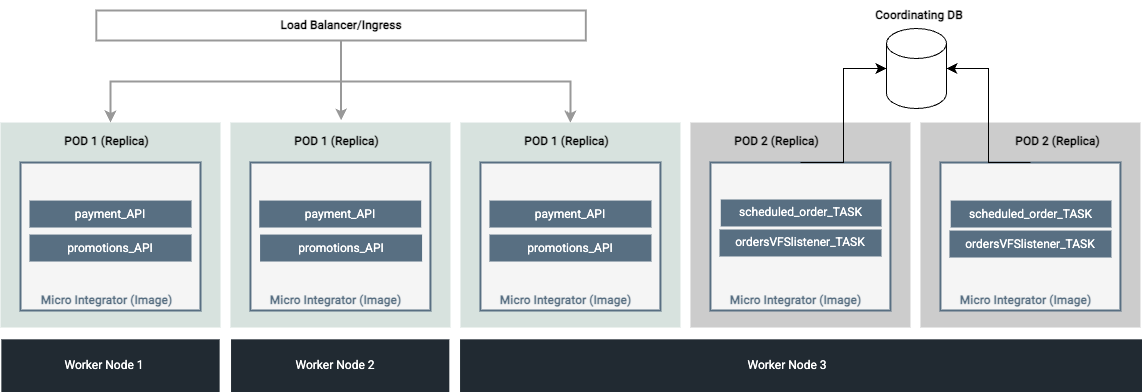 Coordinating DB
Load Balancer/Ingress
POD 1 (Replica)
payment_API
promotions_API
Micro Integrator (Image)
POD 1 (Replica)
payment_API
promotions_API
Micro Integrator (Image)
POD 1 (Replica)
payment_API
promotions_API
Micro Integrator (Image)
POD 2 (Replica)
scheduled_order_TASK
ordersVFSlistener_TASK
Micro Integrator (Image)
POD 2 (Replica)
scheduled_order_TASK
ordersVFSlistener_TASK
Micro Integrator (Image)
Worker Node 1
Worker Node 2
Worker Node 3